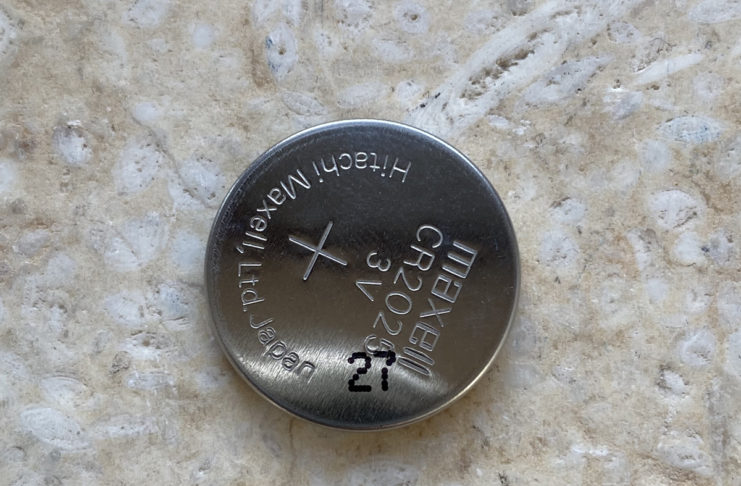 maxell
CR2025
3V
Hitachi Maxell, Ltd. Japan
27